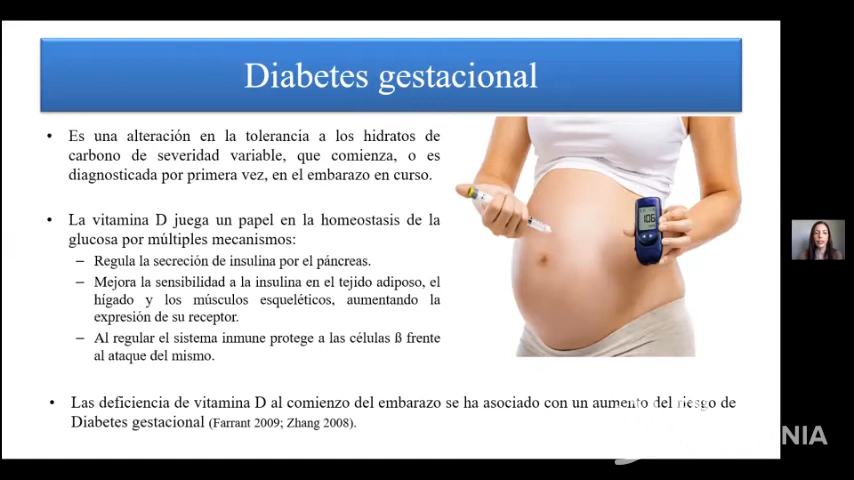 Diabetes gestacional
• Es una alteración en la tolerancia a los hidratos de
carbono de severidad variable, que comienza, o es
diagnosticada por primera vez, en el embarazo en curso.
• La vitamina D juega un papel en la homeostasis de la
glucosa por múltiples mecanismos:
– Regula la secreción de insulina por el páncreas.
– Mejora la sensibilidad a la insulina en el tejido adiposo, el
hígado y los músculos esqueléticos, aumentando la
expresión de su receptor.
– Al regular el sistema inmune protege a las células ß frente
al ataque del mismo.
106
• Las deficiencia de vitamina D al comienzo del embarazo se ha asociado con un aumento del riesgo de
Diabetes gestacional (Farrant 2009; Zhang 2008).